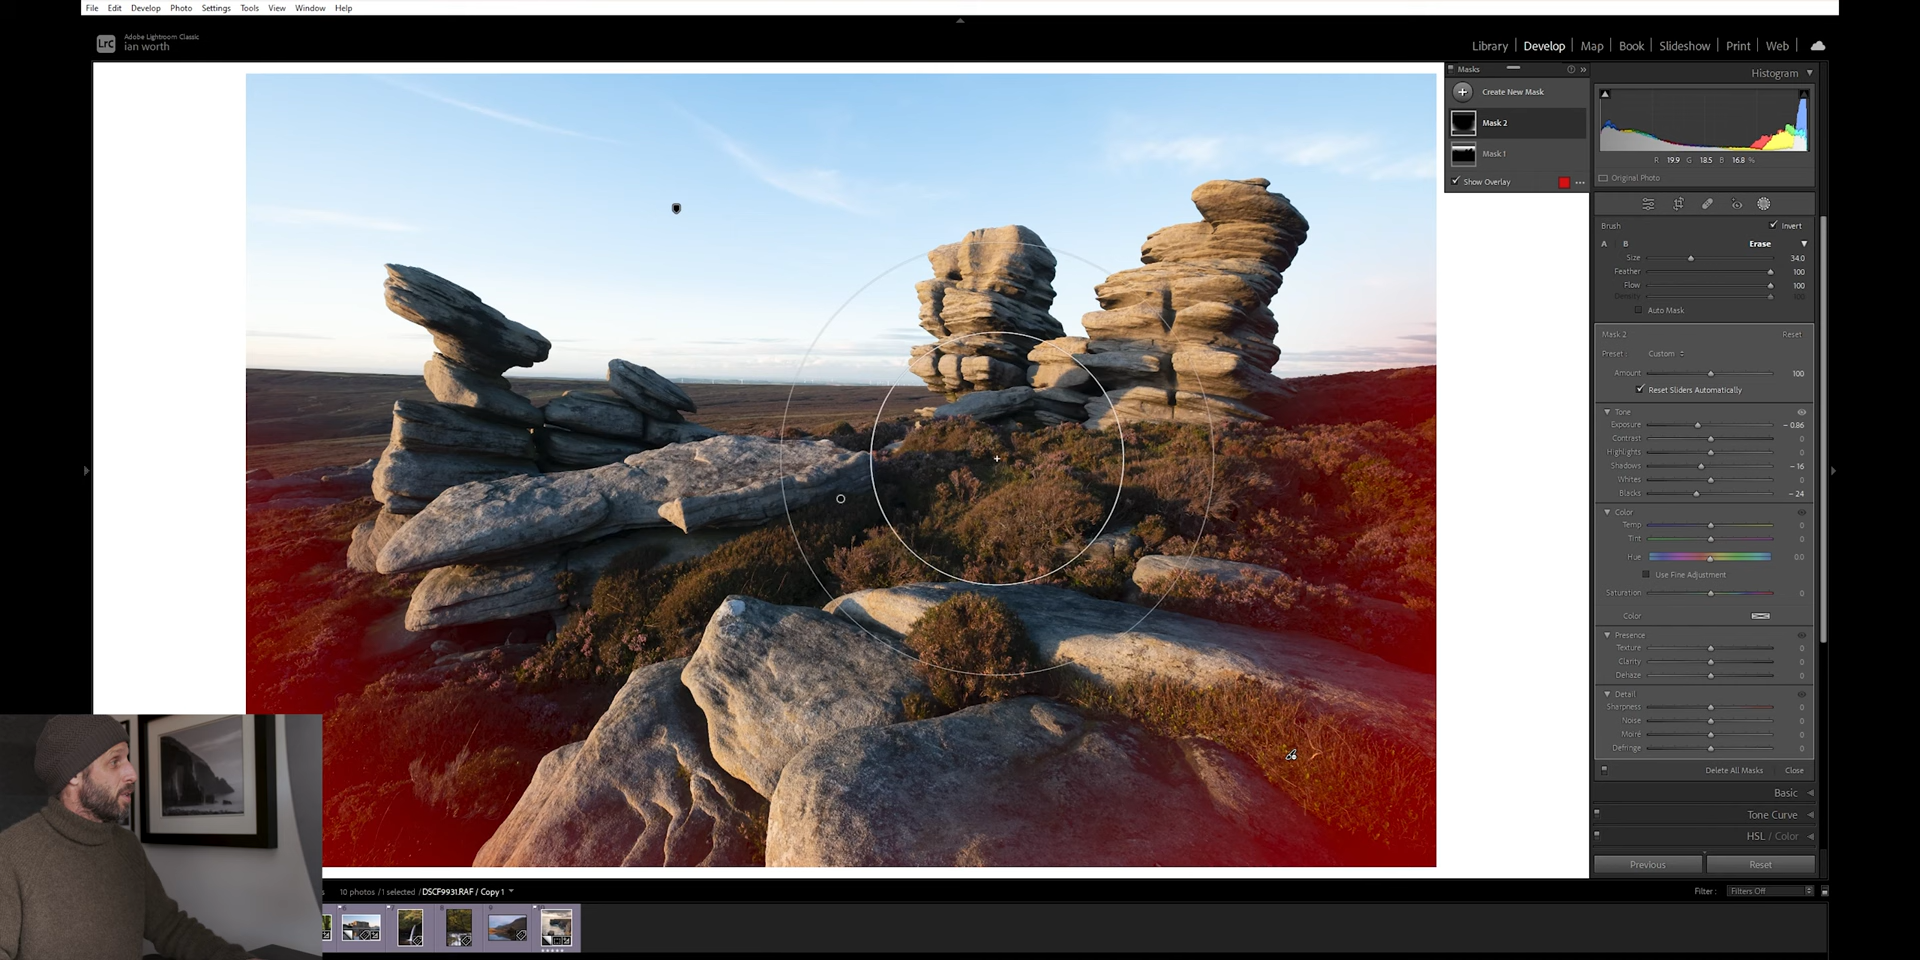 File Edit Develop Photo Settings Tools View Window Help
LrC Adobe Lightroom Classic
ian worth
Library Develop Map Book Slideshow Print Web
Masks
Create New Mask
Mask 2
Mask 1
Show Overlay
Histogram
R 19.9 G 18.5 B 16.8 %
Original Photo
Brush Invert
A B Erase
Size 34.0
Feather 100
Flow 100
Density 100
Auto Mask
Mask 2 Reset
Preset: Custom
Amount 100
Reset Sliders Automatically
Tone
Exposure - 0.86
Contrast 0
Highlights 0
Shadows - 16
Whites 0
Blacks - 24
Color
Temp 0
Tint 0
Hue 0.0
Use Fine Adjustment
Saturation 0
Color
Presence
Texture 0
Clarity 0
Dehaze 0
Detail
Sharpness 0
Noise 0
Moiré 0
Defringe 0
Delete All Masks Close
Basic
Tone Curve
HSL / Color
Previous Reset
10 photos / 1 selected / DSCF9931.RAF / Copy 1
Filter : Filters Off